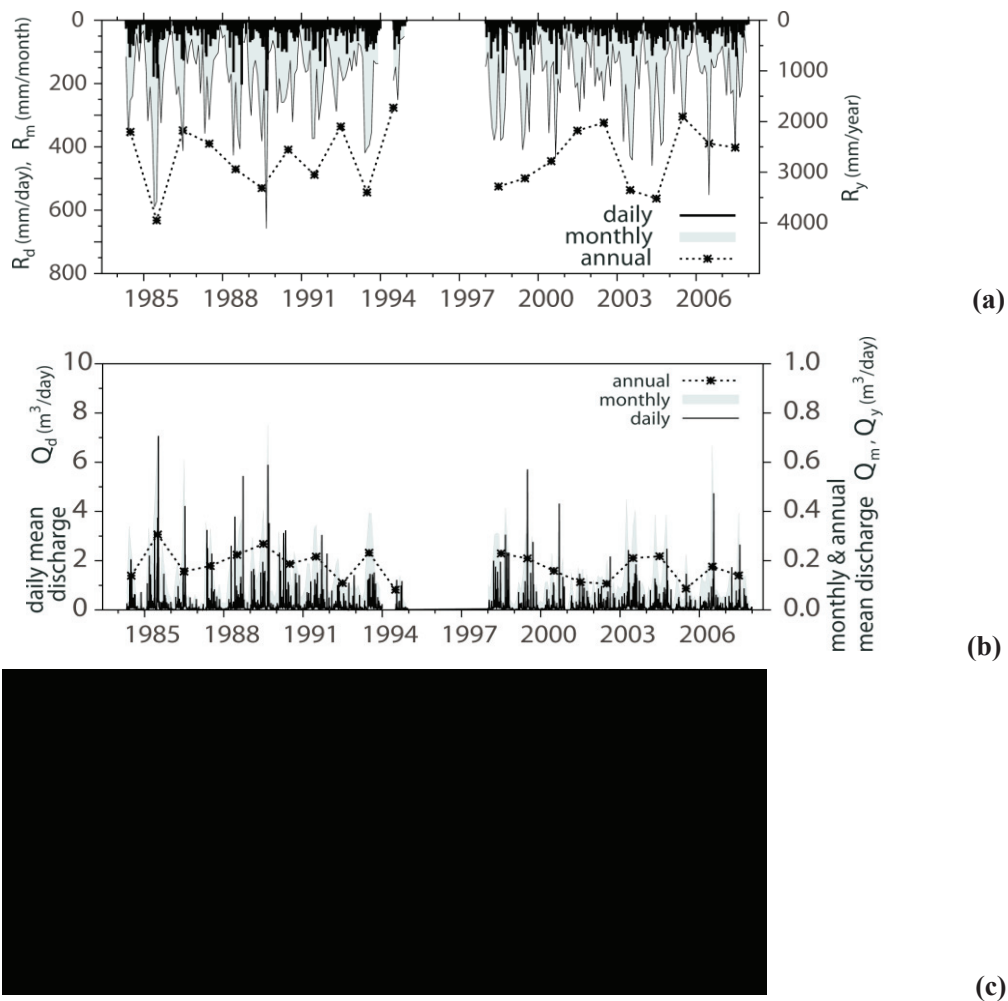 0
200
400
600
800
R_d (mm/day), R_m (mm/month)
0
1000
2000
3000
4000
R_y (mm/year)
daily
monthly
annual
1985 1988 1991 1994 1997 2000 2003 2006
(a)
10
8
6
4
2
0
daily mean
discharge Q_d (m³/day)
1.0
0.8
0.6
0.4
0.2
0.0
monthly & annual
mean discharge Q_m, Q_y (m³/day)
annual
monthly
daily
1985 1988 1991 1994 1997 2000 2003 2006
(b)
(c)